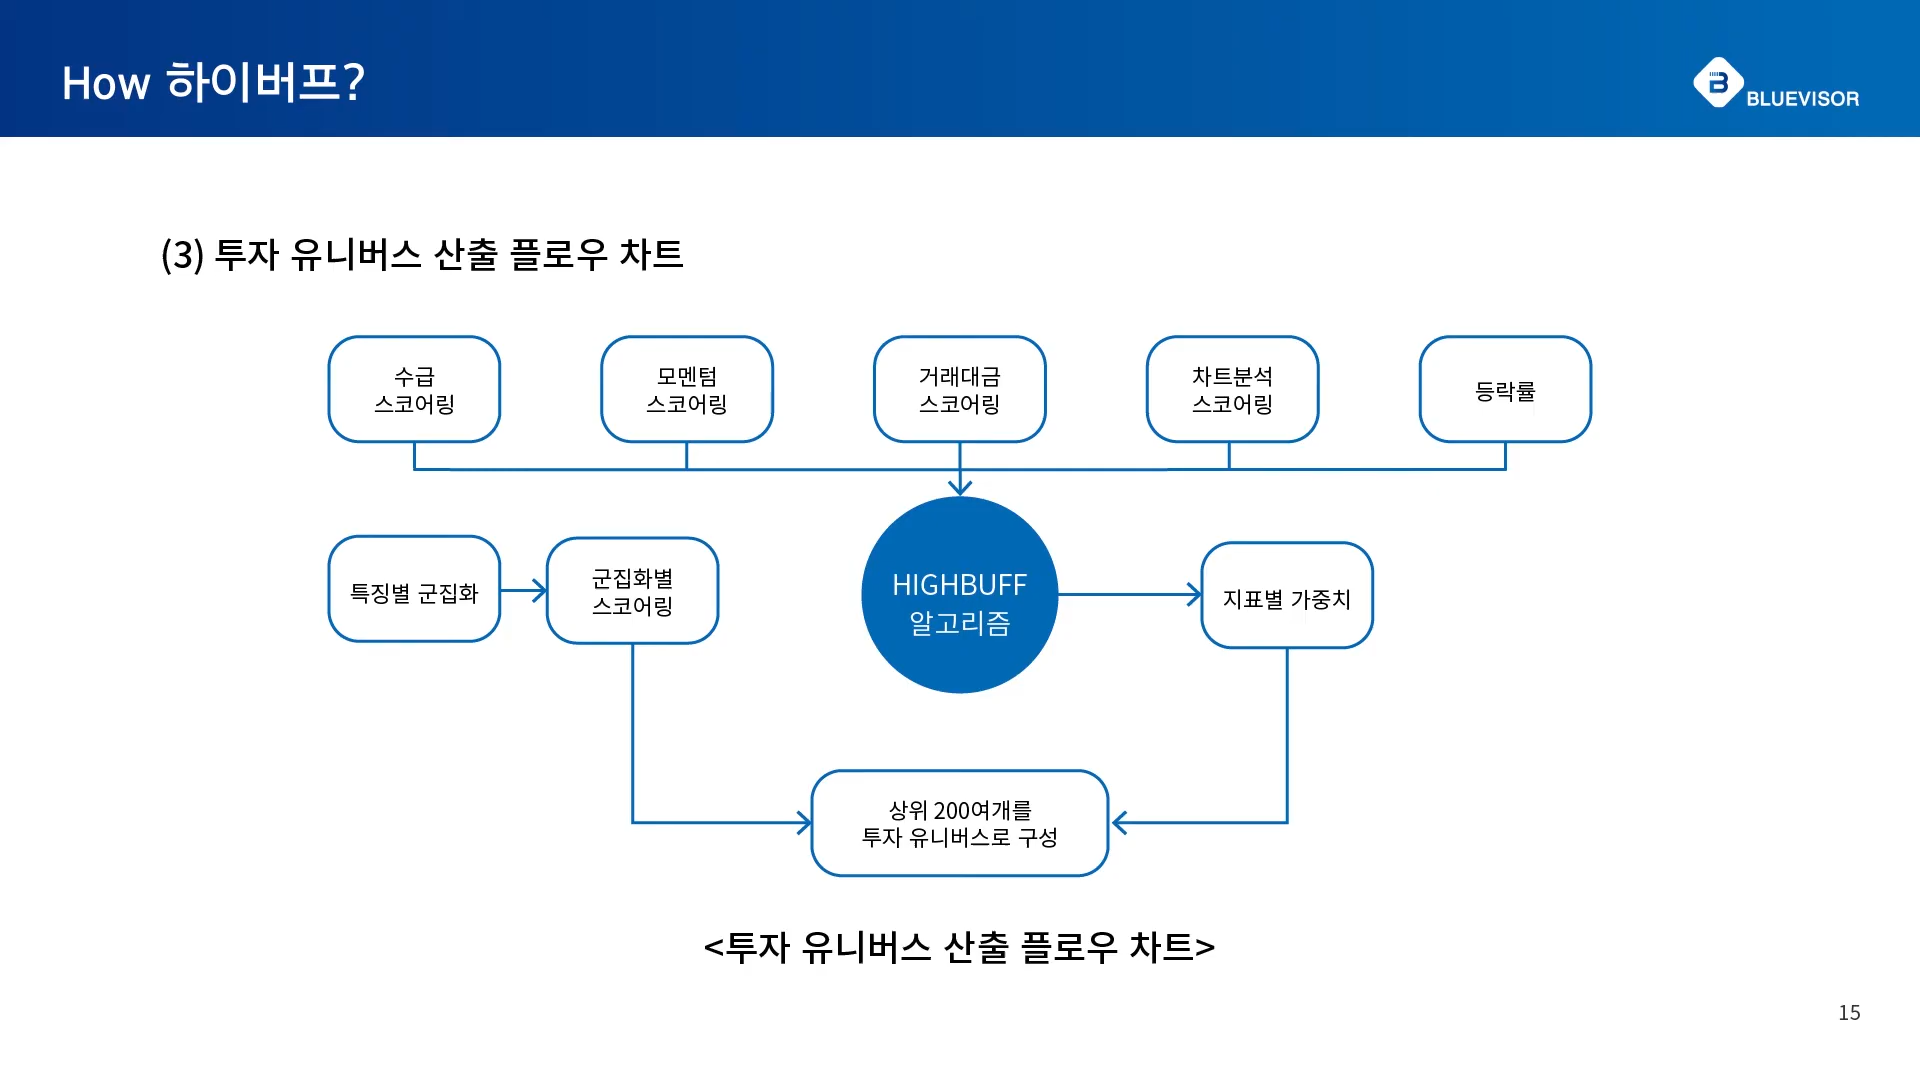 How 하이버프?
B BLUEVISOR
(3) 투자 유니버스 산출 플로우 차트
수급
스코어링
모멘텀
스코어링
거래대금
스코어링
차트분석
스코어링
등락률
특징별 군집화
군집화별
스코어링
HIGHBUFF
알고리즘
지표별 가중치
상위 200여개를
투자 유니버스로 구성
<투자 유니버스 산출 플로우 차트>
15